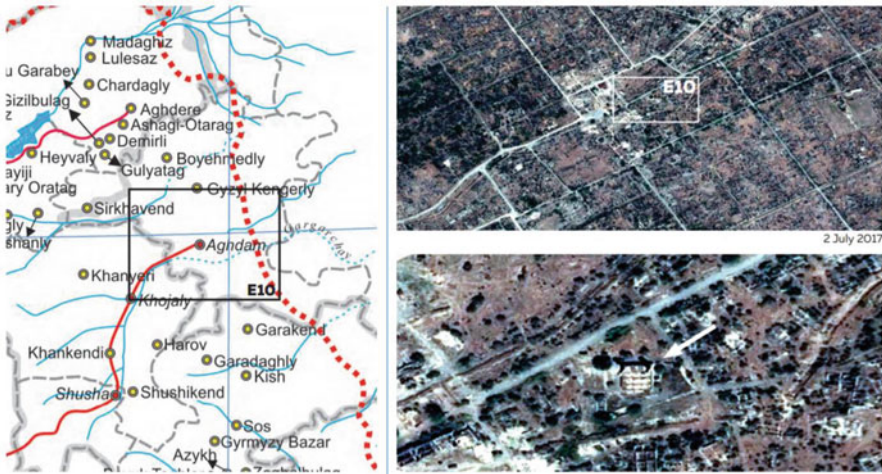 Madaghiz
Lulesaz
u Garabey
Chardagly
Gizilbulag
z
Aghdere
Ashagi-Otarag
Demirli
Heyvaly
Boyehmedly
ayiji
Gulyatag
ary Oratag
Gyzyl Kengerly
gly
Sirkhavend
shanly
Aghdam
Gargarchay
Khanyeri
E10
Khojaly
Garakend
Harov
Khankendi
Garadaghly
Kish
Shusha
Shushikend
Sos
Gyrmyzy Bazar
Azykh
E10
2 July 2017